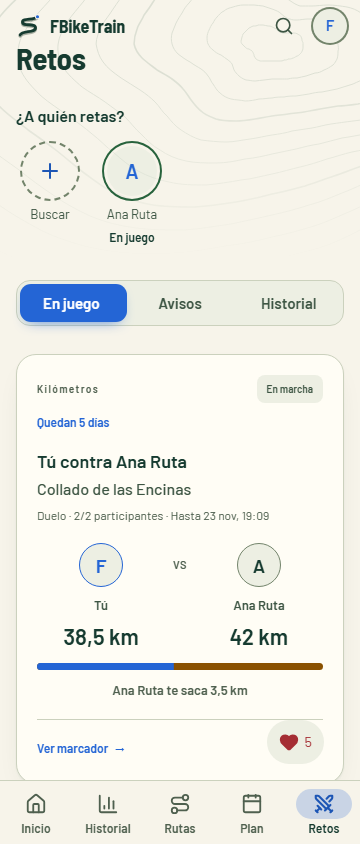 FBikeTrain
F
Retos
¿A quién retas?
A
Buscar
Ana Ruta
En juego
En juego
Avisos
Historial
Kilómetros
En marcha
Quedan 5 días
Tú contra Ana Ruta
Collado de las Encinas
Duelo · 2/2 participantes · Hasta 23 nov, 19:09
F
VS
A
Tú
Ana Ruta
38,5 km
42 km
Ana Ruta te saca 3,5 km
Ver marcador →
5
Inicio
Historial
Rutas
Plan
Retos